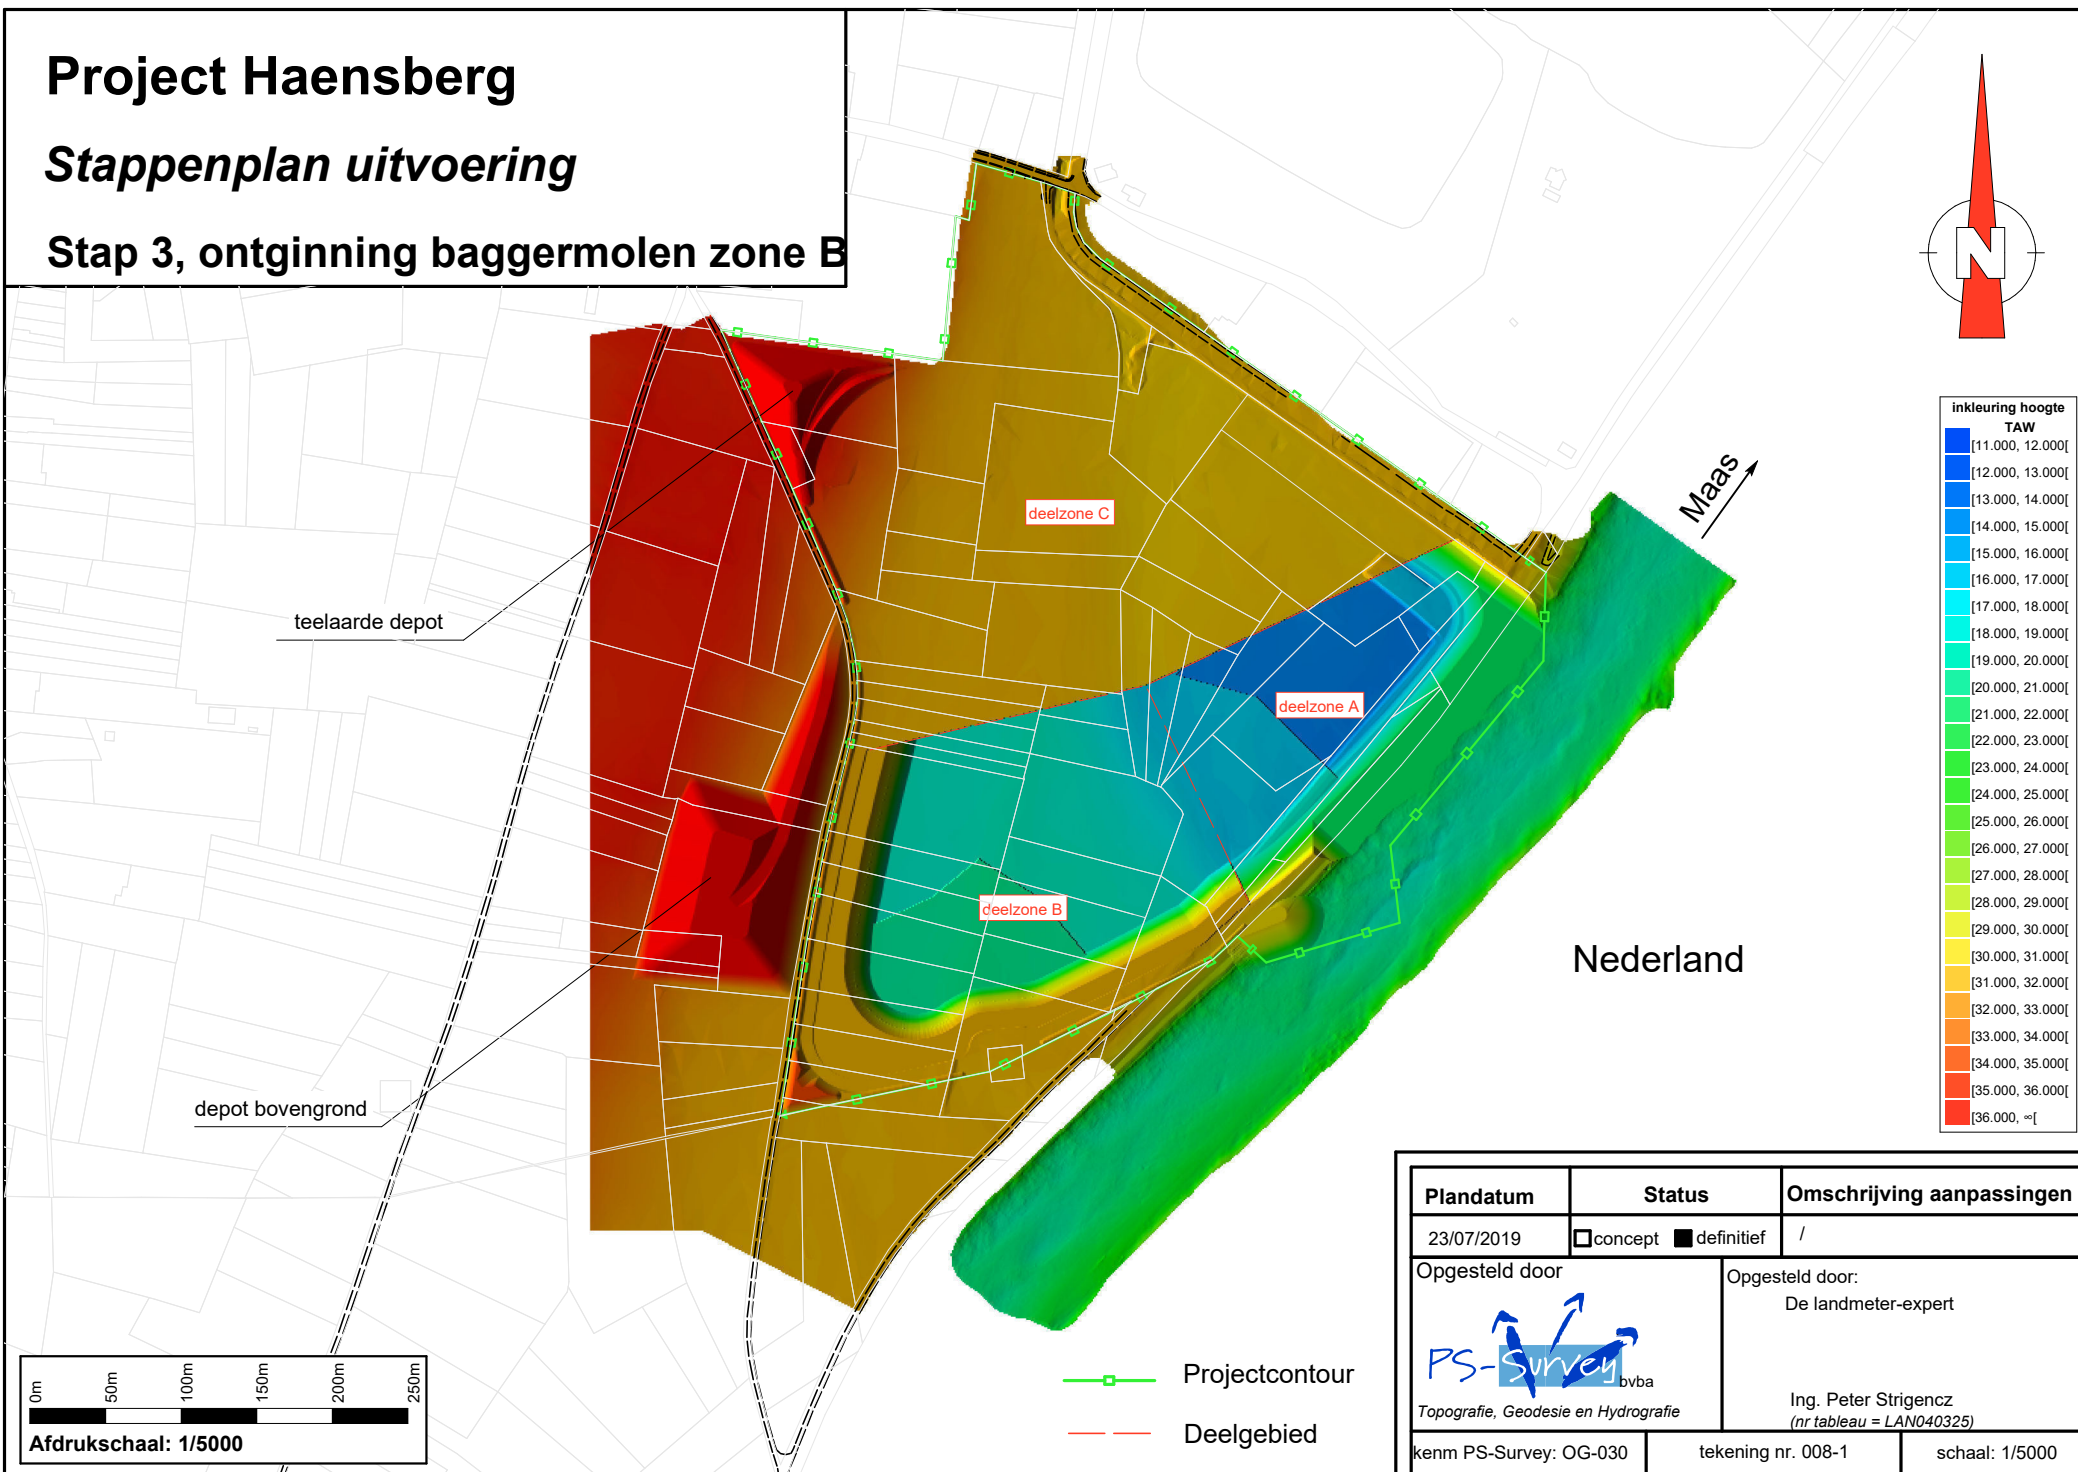 Project Haensberg
Stappenplan uitvoering
Stap 3, ontginning baggermolen zone B
N
inkleuring hoogte
TAW
[11.000, 12.000[
[12.000, 13.000[
[13.000, 14.000[
[14.000, 15.000[
[15.000, 16.000[
[16.000, 17.000[
[17.000, 18.000[
[18.000, 19.000[
[19.000, 20.000[
[20.000, 21.000[
[21.000, 22.000[
[22.000, 23.000[
[23.000, 24.000[
[24.000, 25.000[
[25.000, 26.000[
[26.000, 27.000[
[27.000, 28.000[
[28.000, 29.000[
[29.000, 30.000[
[30.000, 31.000[
[31.000, 32.000[
[32.000, 33.000[
[33.000, 34.000[
[34.000, 35.000[
[35.000, 36.000[
[36.000, ∞[
Maas
deelzone C
teelaarde depot
deelzone A
deelzone B
Nederland
depot bovengrond
Projectcontour
Deelgebied
0m 50m 100m 150m 200m 250m
Afdrukschaal: 1/5000
Plandatum Status Omschrijving aanpassingen
23/07/2019 concept definitief /
Opgesteld door
PS-Survey bvba
Topografie, Geodesie en Hydrografie
Opgesteld door:
De landmeter-expert
Ing. Peter Strigencz
(nr tableau = LAN040325)
kenm PS-Survey: OG-030 tekening nr. 008-1 schaal: 1/5000